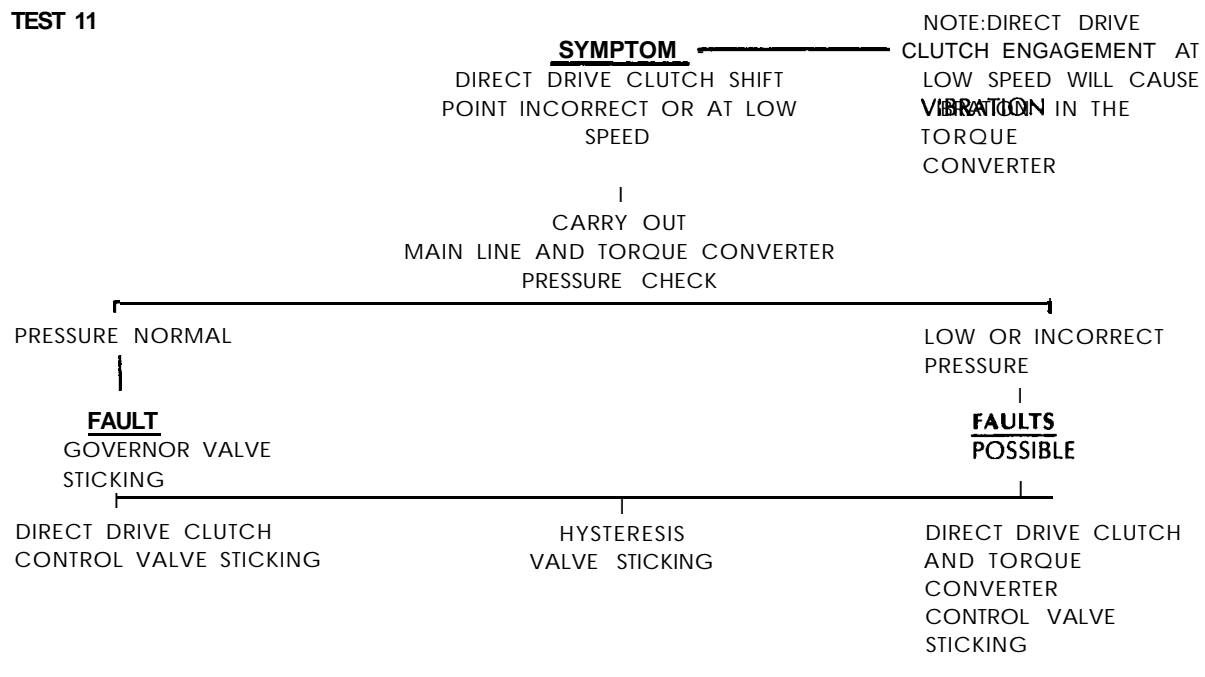 TEST 11
SYMPTOM
DIRECT DRIVE CLUTCH SHIFT
POINT INCORRECT OR AT LOW
SPEED
NOTE:DIRECT DRIVE
CLUTCH ENGAGEMENT AT
LOW SPEED WILL CAUSE
VIBRATION IN THE
TORQUE
CONVERTER
CARRY OUT
MAIN LINE AND TORQUE CONVERTER
PRESSURE CHECK
PRESSURE NORMAL
LOW OR INCORRECT
PRESSURE
FAULT
GOVERNOR VALVE
STICKING
FAULTS
POSSIBLE
DIRECT DRIVE CLUTCH
CONTROL VALVE STICKING
HYSTERESIS
VALVE STICKING
DIRECT DRIVE CLUTCH
AND TORQUE
CONVERTER
CONTROL VALVE
STICKING